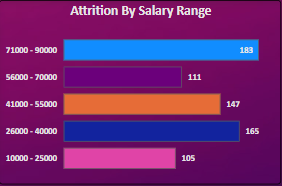 Attrition By Salary Range
71000 - 90000 183
56000 - 70000 111
41000 - 55000 147
26000 - 40000 165
10000 - 25000 105